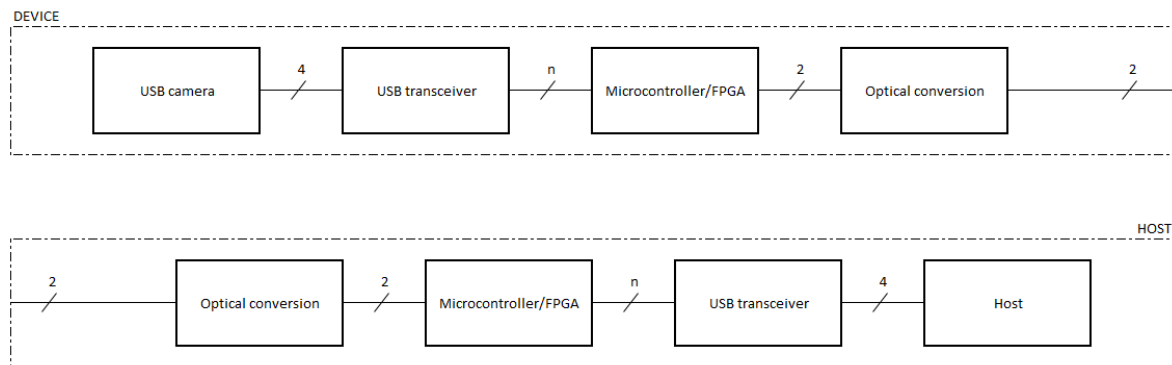 DEVICE
4
n
2
2
USB camera
USB transceiver
Microcontroller/FPGA
Optical conversion
HOST
2
2
n
4
Optical conversion
Microcontroller/FPGA
USB transceiver
Host